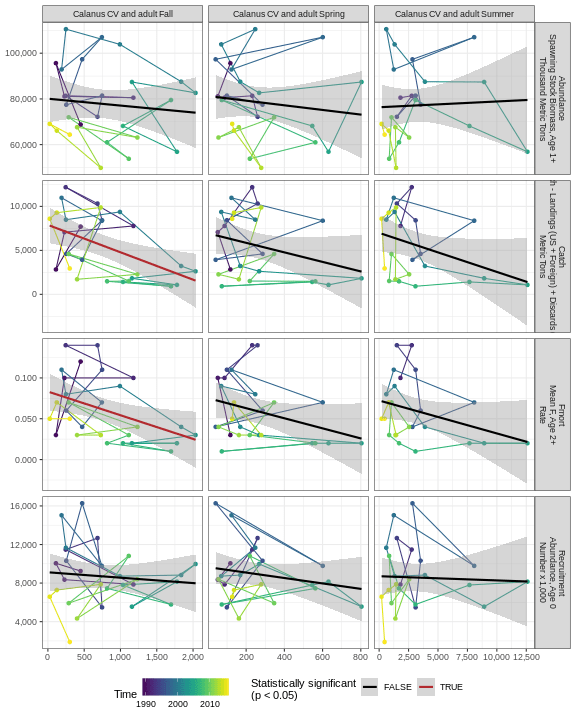 Calanus CV and adult Fall
Calanus CV and adult Spring
Calanus CV and adult Summer
100,000
80,000
60,000
Abundance
Spawning Stock Biomass, Age 1+
Thousand Metric Tons
10,000
5,000
0
Catch
h - Landings (US + Foreign) + Discards
Metric Tons
0.100
0.050
0.000
Fmort
Mean F, Age 2+
Rate
16,000
12,000
8,000
4,000
Recruitment
Abundance, Age 0
Number x 1,000
0 500 1,000 1,500 2,000
200 400 600 800
0 2,500 5,000 7,500 10,000 12,500
Time
1990 2000 2010
Statistically significant
(p < 0.05)
FALSE
TRUE